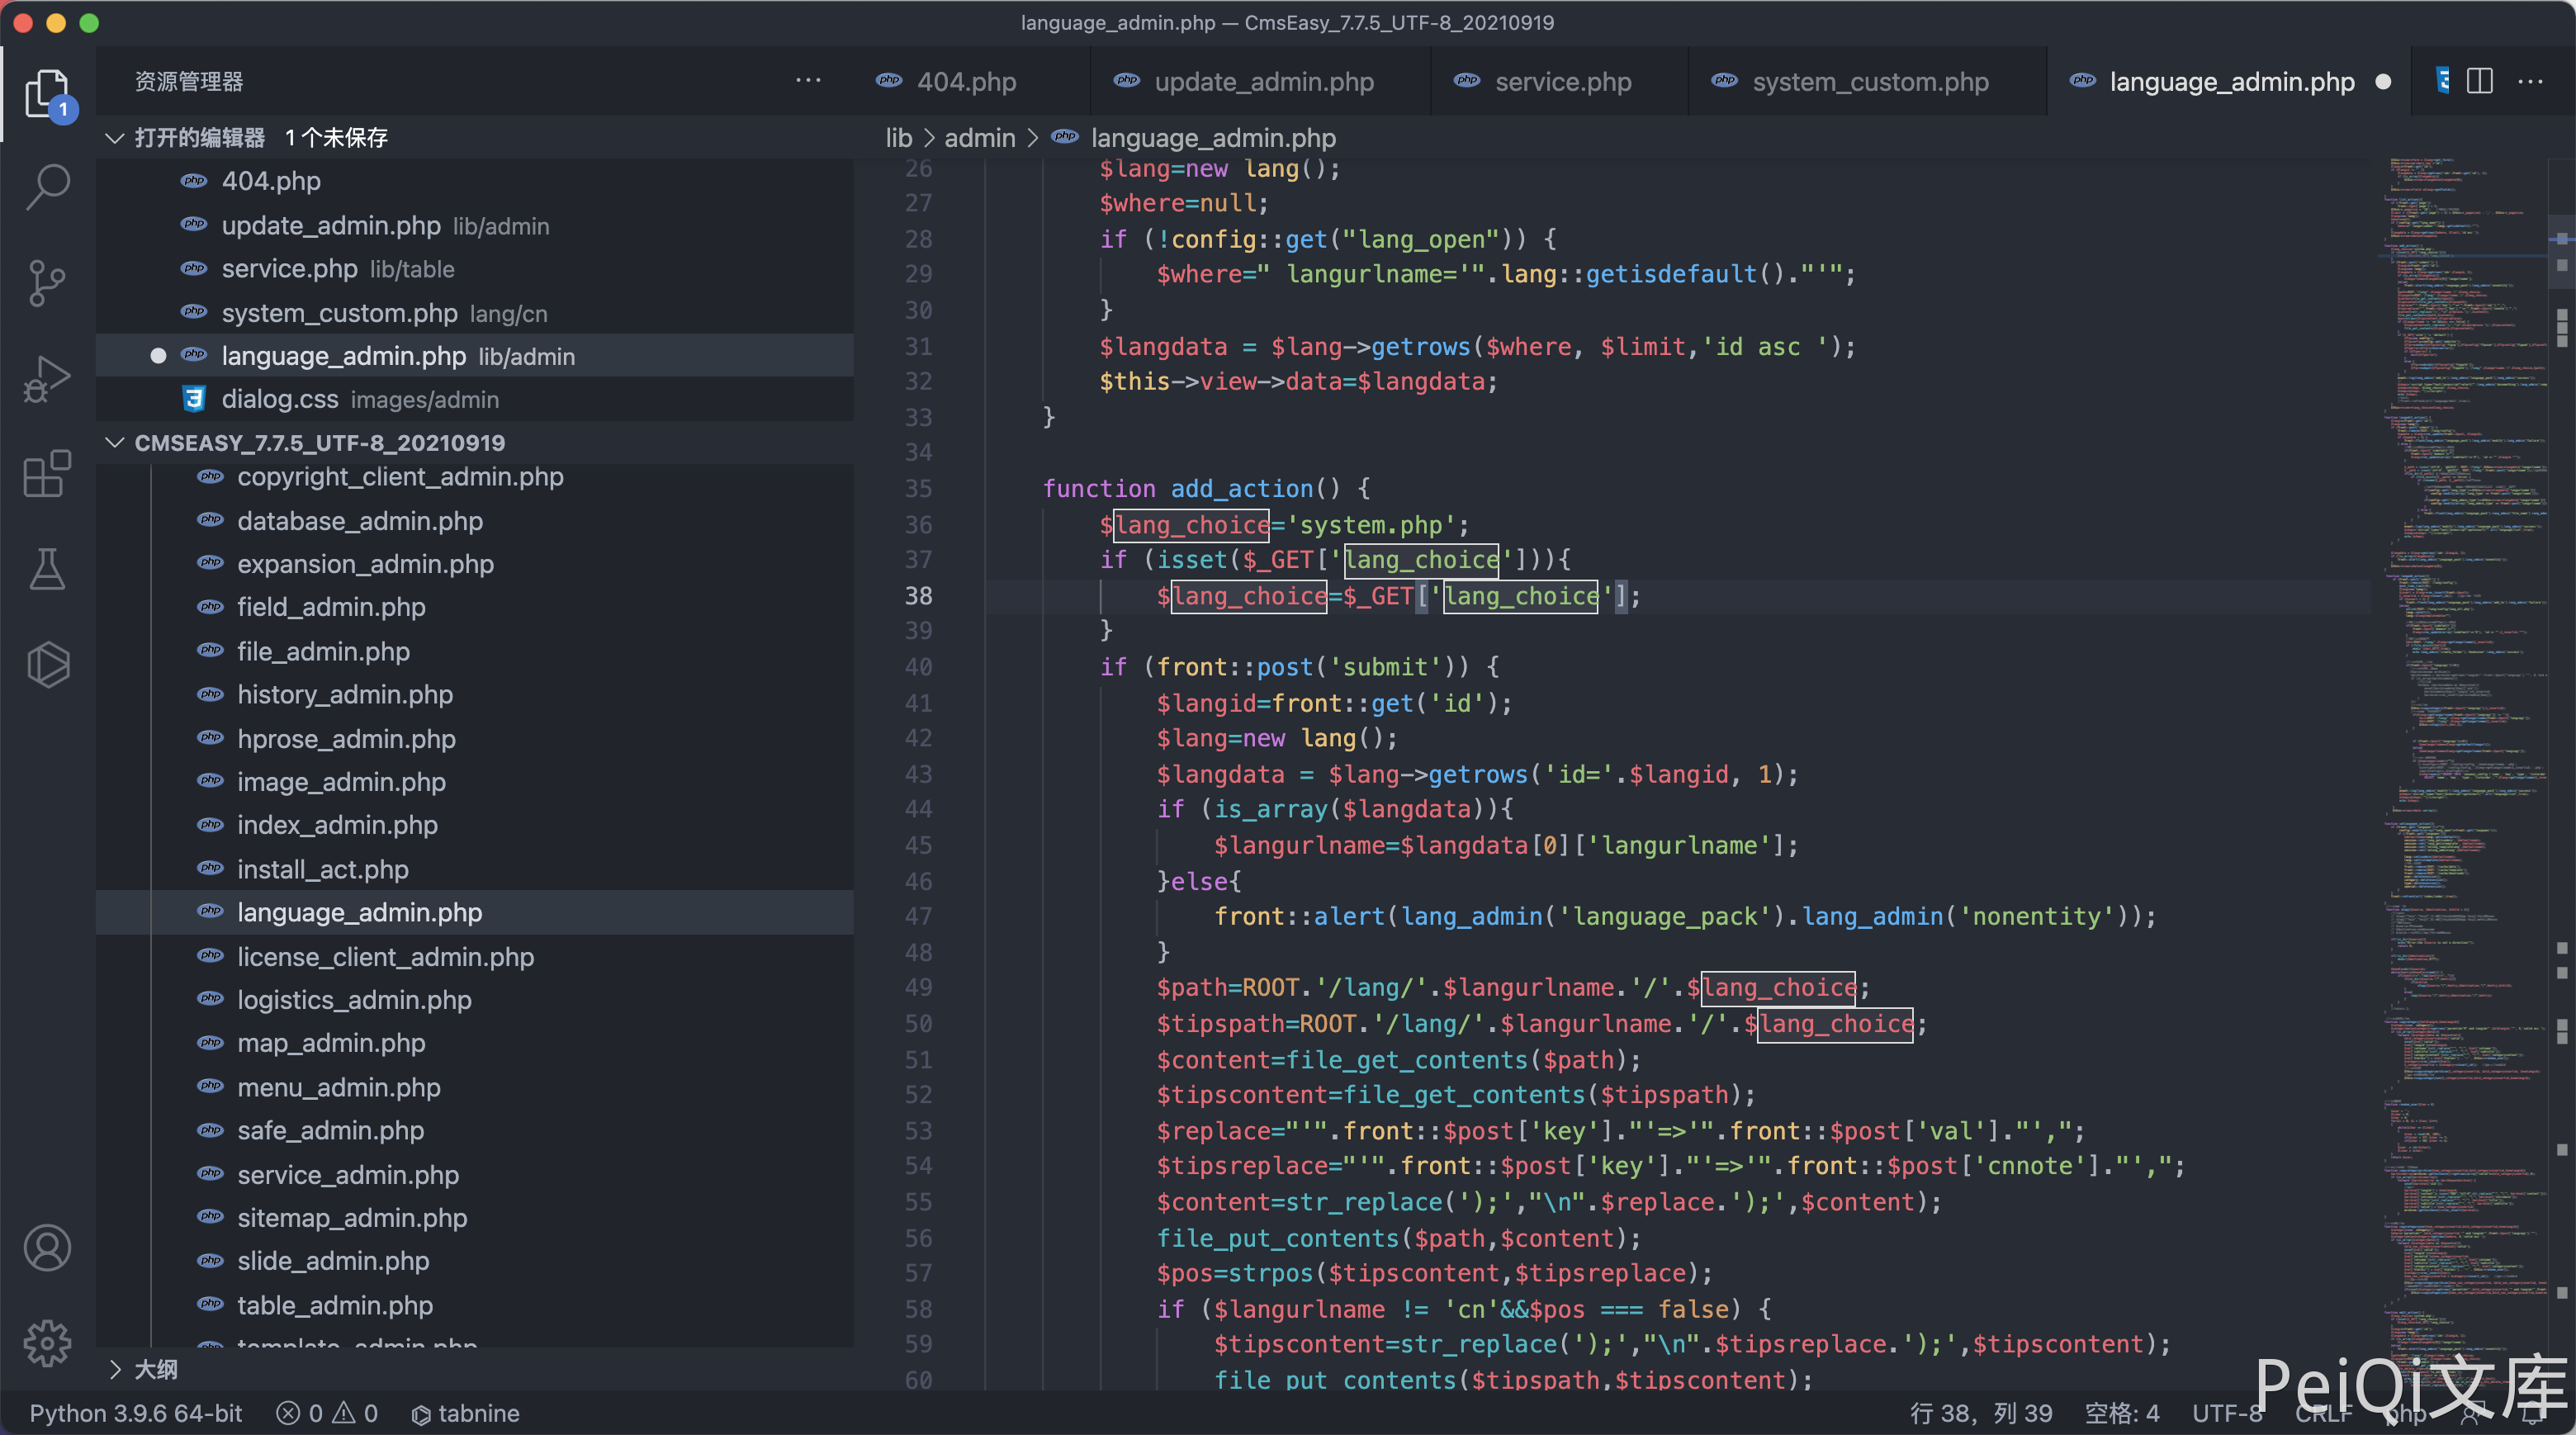 language_admin.php — CmsEasy_7.7.5_UTF-8_20210919
资源管理器
404.php
update_admin.php
service.php
system_custom.php
language_admin.php
打开的编辑器 1 个未保存
404.php
update_admin.php lib/admin
service.php lib/table
system_custom.php lang/cn
language_admin.php lib/admin
dialog.css images/admin
CMSEASY_7.7.5_UTF-8_20210919
copyright_client_admin.php
database_admin.php
expansion_admin.php
field_admin.php
file_admin.php
history_admin.php
hprose_admin.php
image_admin.php
index_admin.php
install_act.php
language_admin.php
license_client_admin.php
logistics_admin.php
map_admin.php
menu_admin.php
safe_admin.php
service_admin.php
sitemap_admin.php
slide_admin.php
table_admin.php
template_admin.php
大纲
lib > admin > language_admin.php
26 $lang=new lang();
27 $where=null;
28 if (!config::get("lang_open")) {
29 $where=" langurlname='".lang::getisdefault()."'";
30 }
31 $langdata = $lang->getrows($where, $limit,'id asc ');
32 $this->view->data=$langdata;
33 }
34
35 function add_action() {
36 $lang_choice='system.php';
37 if (isset($_GET['lang_choice'])){
38 $lang_choice=$_GET['lang_choice'];
39 }
40 if (front::post('submit')) {
41 $langid=front::get('id');
42 $lang=new lang();
43 $langdata = $lang->getrows('id='.$langid, 1);
44 if (is_array($langdata)){
45 $langurlname=$langdata[0]['langurlname'];
46 }else{
47 front::alert(lang_admin('language_pack').lang_admin('nonentity'));
48 }
49 $path=ROOT.'/lang/'.$langurlname.'/'.$lang_choice;
50 $tipspath=ROOT.'/lang/'.$langurlname.'/'.$lang_choice;
51 $content=file_get_contents($path);
52 $tipscontent=file_get_contents($tipspath);
53 $replace="'".front::$post['key']."'=>'".front::$post['val']."',";
54 $tipsreplace="'".front::$post['key']."'=>'".front::$post['cnnote']."',";
55 $content=str_replace(');',"\n".$replace.');',$content);
56 file_put_contents($path,$content);
57 $pos=strpos($tipscontent,$tipsreplace);
58 if ($langurlname != 'cn'&&$pos === false) {
59 $tipscontent=str_replace(');',"\n".$tipsreplace.');',$tipscontent);
60 file_put_contents($tipspath,$tipscontent);
Python 3.9.6 64-bit 0 0 tabnine
行 38，列 39 空格: 4 UTF-8 CRLF php
PeiQi文库
1